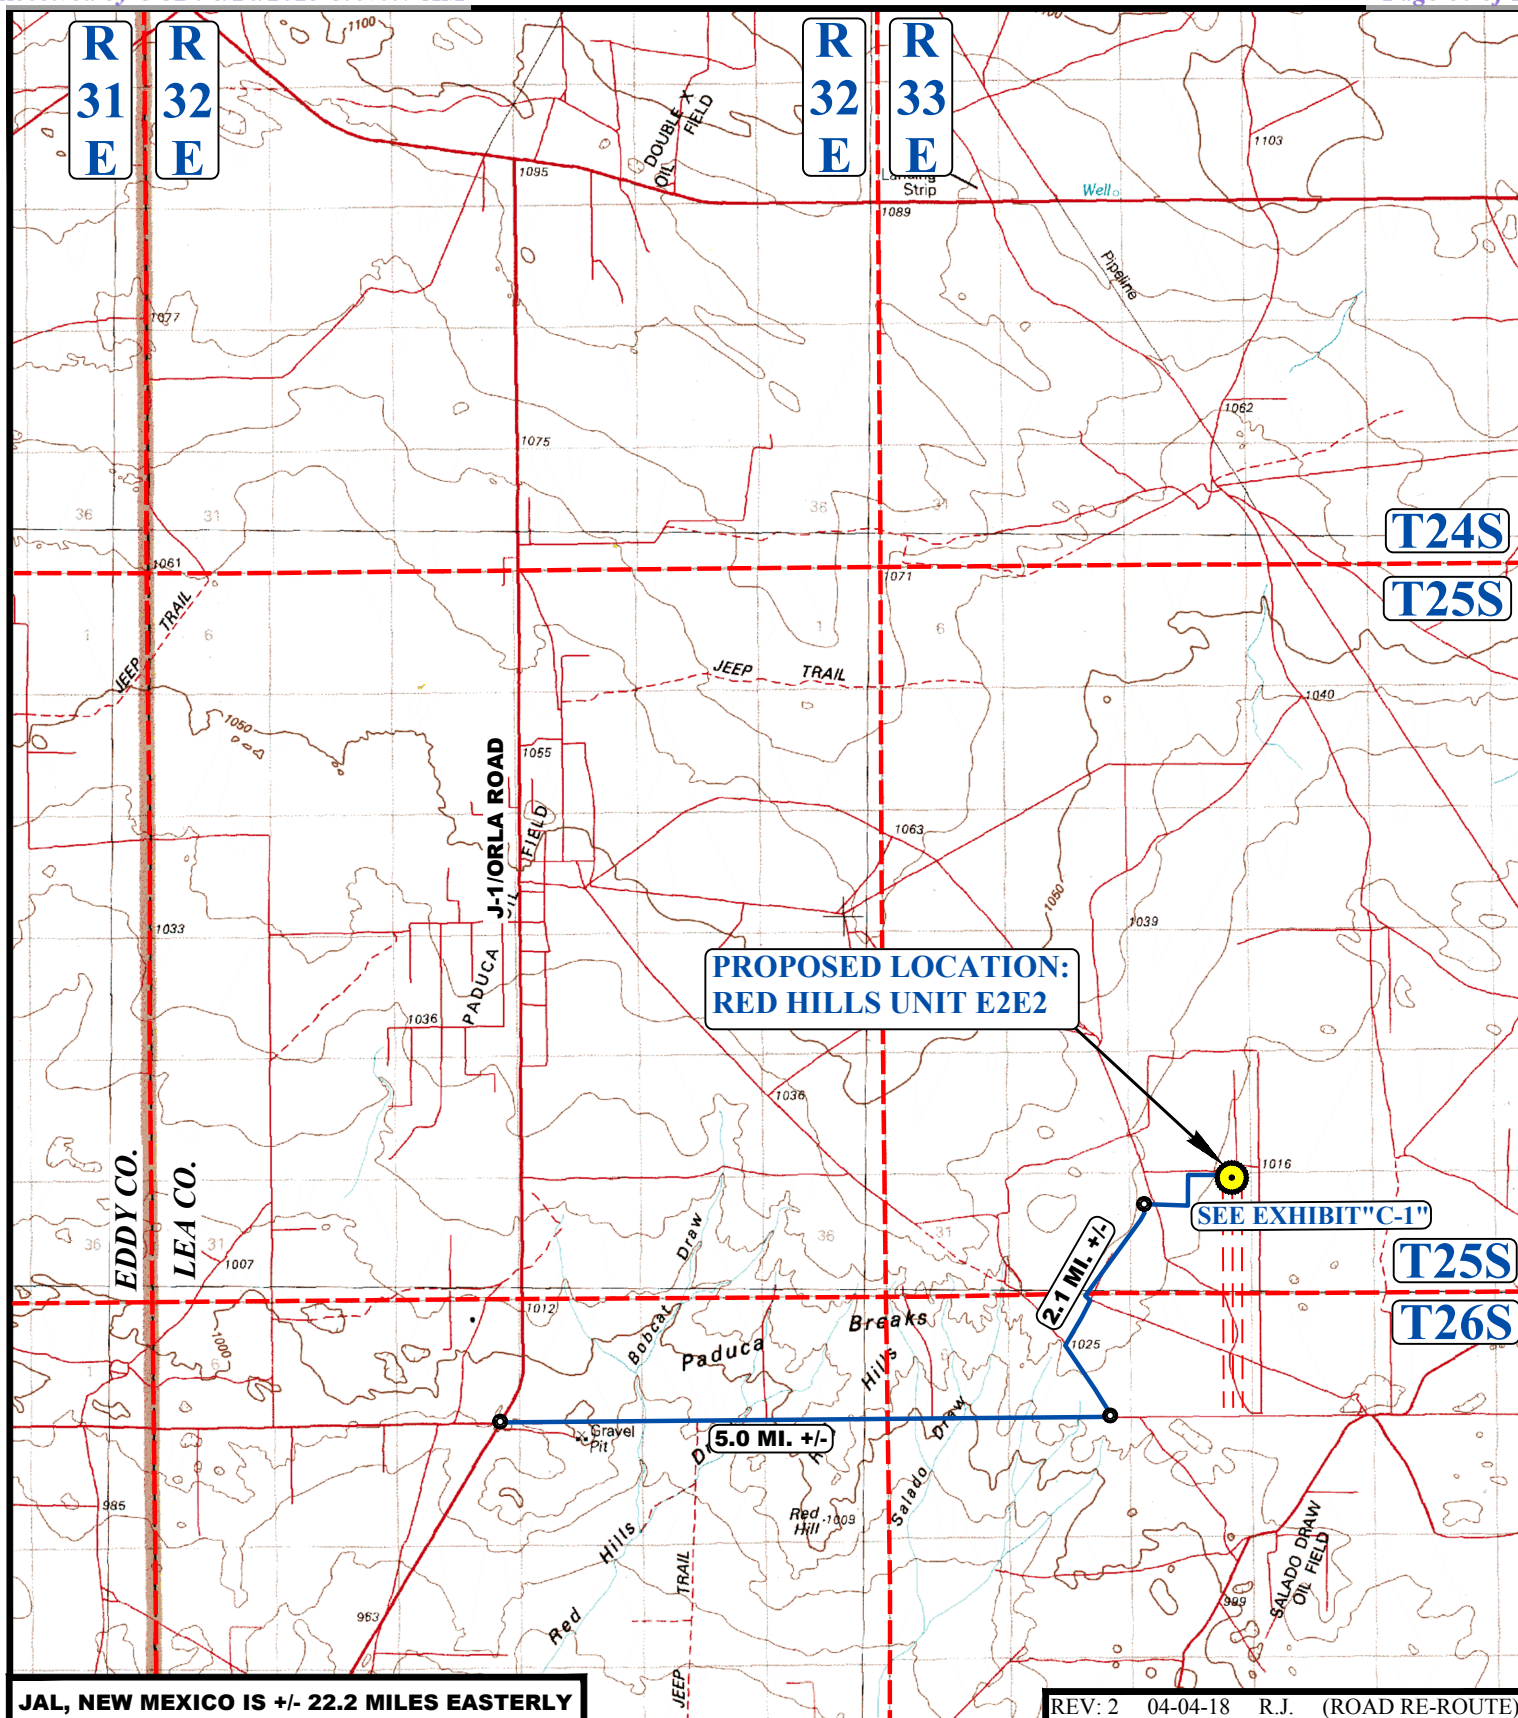 R
31
E
R
32
E
R
32
E
R
33
E
1100
DOUBLE X
OIL FIELD
1095
1103
Landing
Strip
Well
1089
Pipeline
1077
1062
1075
36
31
36
31
T24S
1061
1071
T25S
JEEP TRAIL
1
6
1
6
JEEP TRAIL
1040
1050
1055
J-1/ORLA ROAD
FIELD
1063
1050
1039
1033
PADUCA
1036
PROPOSED LOCATION:
RED HILLS UNIT E2E2
1036
1016
EDDY CO.
LEA CO.
SEE EXHIBIT"C-1"
36
31
36
31
1007
2.1 MI. +/-
T25S
T26S
1012
Bobcat Draw
Paduca Breaks
1000
6
1
1025
Hills
Draw
Gravel
Pit
5.0 MI. +/-
985
Red
Hill
1009
Salado
Red Hills
JEEP TRAIL
SALADO DRAW
OIL FIELD
963
999
JAL, NEW MEXICO IS +/- 22.2 MILES EASTERLY
REV: 2 04-04-18 R.J. (ROAD RE-ROUTE)